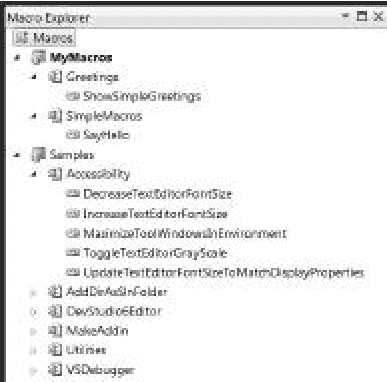 Macro Explorer
Macros
MyMacros
Greetings
ShowSimpleGreetings
SimpleMacros
SayHello
Samples
Accessibility
DecreaseTextEditorFontSize
IncreaseTextEditorFontSize
MaximizeToolWindowsInEnvironment
ToggleTextEditorGrayScale
UpdateTextEditorFontSizeToMatchDisplayProperties
AddDirAsSlnFolder
DevStudio6Editor
MakeAddin
Utilities
VSDebugger